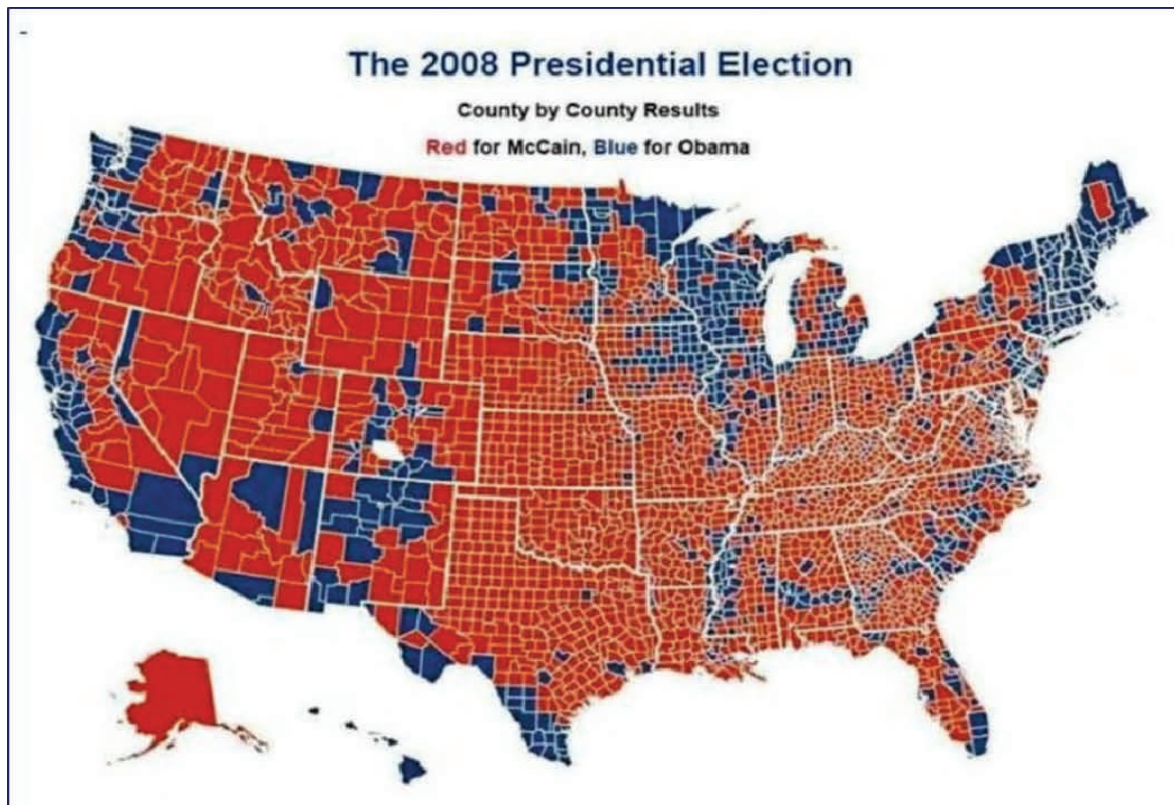 The 2008 Presidential Election
County by County Results
Red for McCain, Blue for Obama